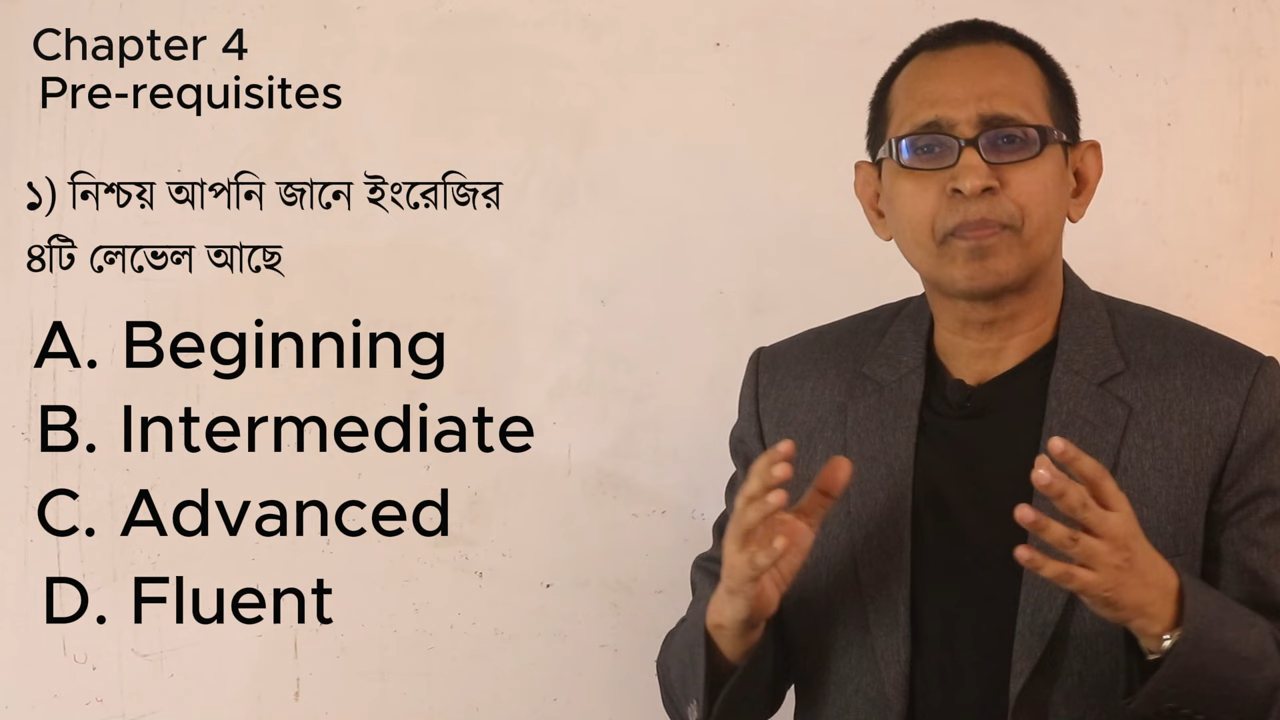 Chapter 4
Pre-requisites
১) নিশ্চয় আপনি জানে ইংরেজির
৪টি লেভেল আছে
A. Beginning
B. Intermediate
C. Advanced
D. Fluent